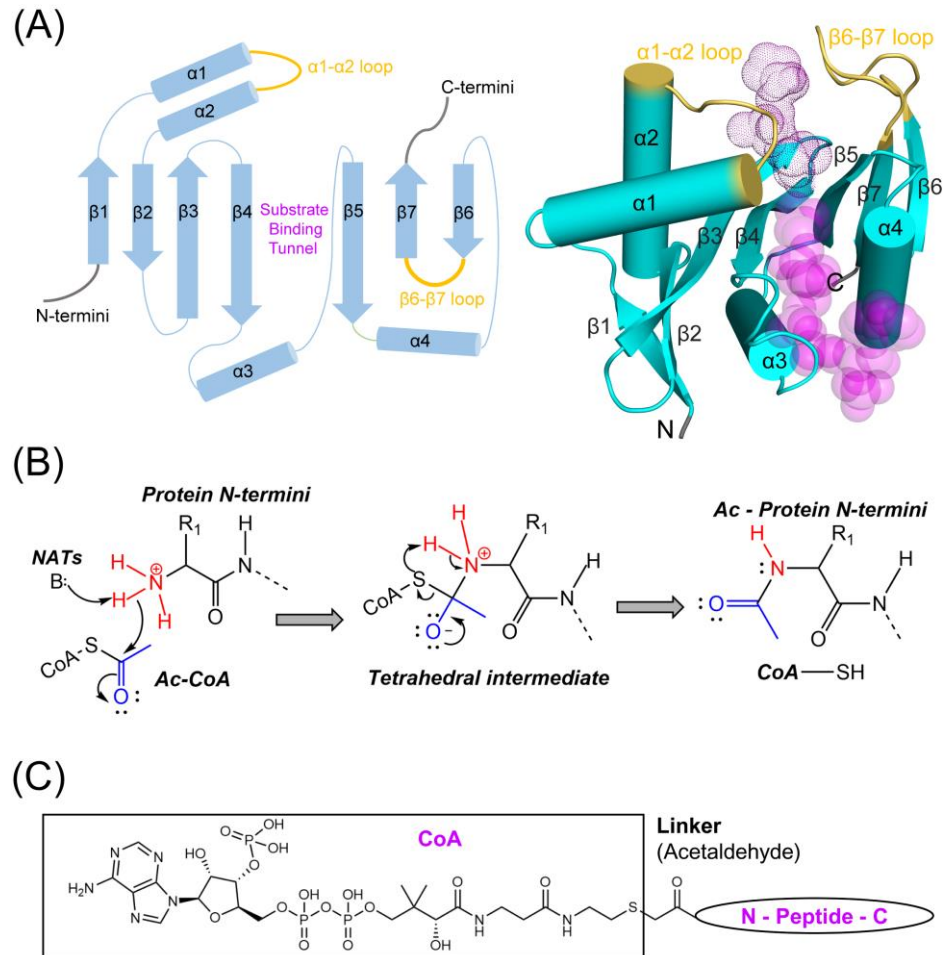 (A)
α1
α2
α1-α2 loop
C-termini
β1
β2
β3
β4
Substrate
Binding
Tunnel
β5
β7
β6
N-termini
β6-β7 loop
α3
α4
α1-α2 loop
β6-β7 loop
α2
α1
β5
β3
β4
β7
β6
α4
C
β1
β2
α3
N
(B)
Protein N-termini
NATs
B:
H
H
N
⊕
H
R1
O
N
H
CoA
S
O
Ac-CoA
H
H
N
⊕
R1
H
S
CoA
O
−
O
N
Tetrahedral intermediate
Ac - Protein N-termini
H
R1
H
:N
O
O
N
CoA—SH
(C)
CoA
Linker
(Acetaldehyde)
N - Peptide - C
OH
O
P
OH
OH
O
HO
N
N
N
N
H2N
O
O
OH
P
O
OH
P
O
O
O
O
OH
N
H
O
N
H
S
O